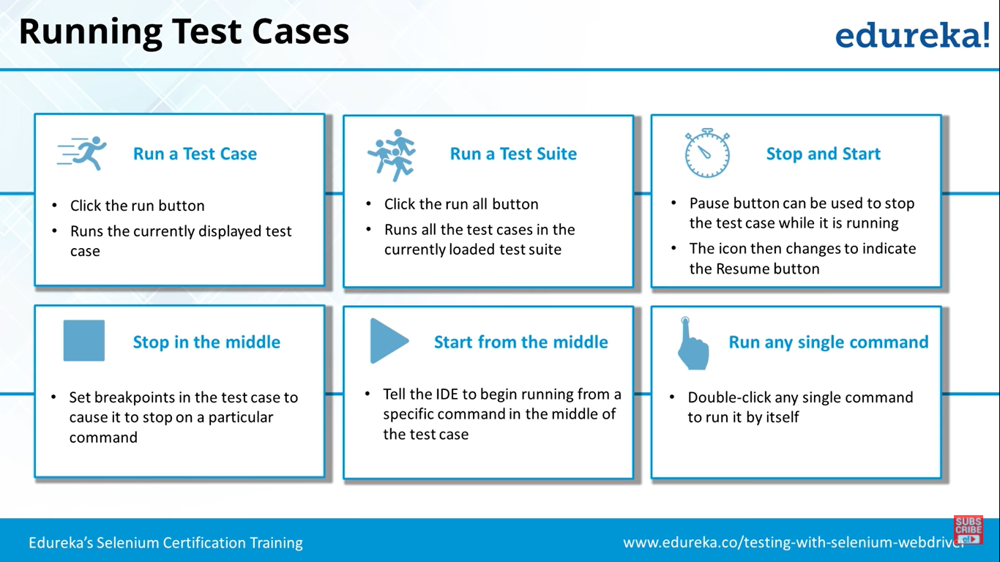 Running Test Cases
edureka!
Run a Test Case
• Click the run button
• Runs the currently displayed test
case
Run a Test Suite
• Click the run all button
• Runs all the test cases in the
currently loaded test suite
Stop and Start
• Pause button can be used to stop
the test case while it is running
• The icon then changes to indicate
the Resume button
Stop in the middle
• Set breakpoints in the test case to
cause it to stop on a particular
command
Start from the middle
• Tell the IDE to begin running from a
specific command in the middle of
the test case
Run any single command
• Double-click any single command
to run it by itself
Edureka’s Selenium Certification Training
www.edureka.co/testing-with-selenium-webdriver
SUBS
CRIBE
e!